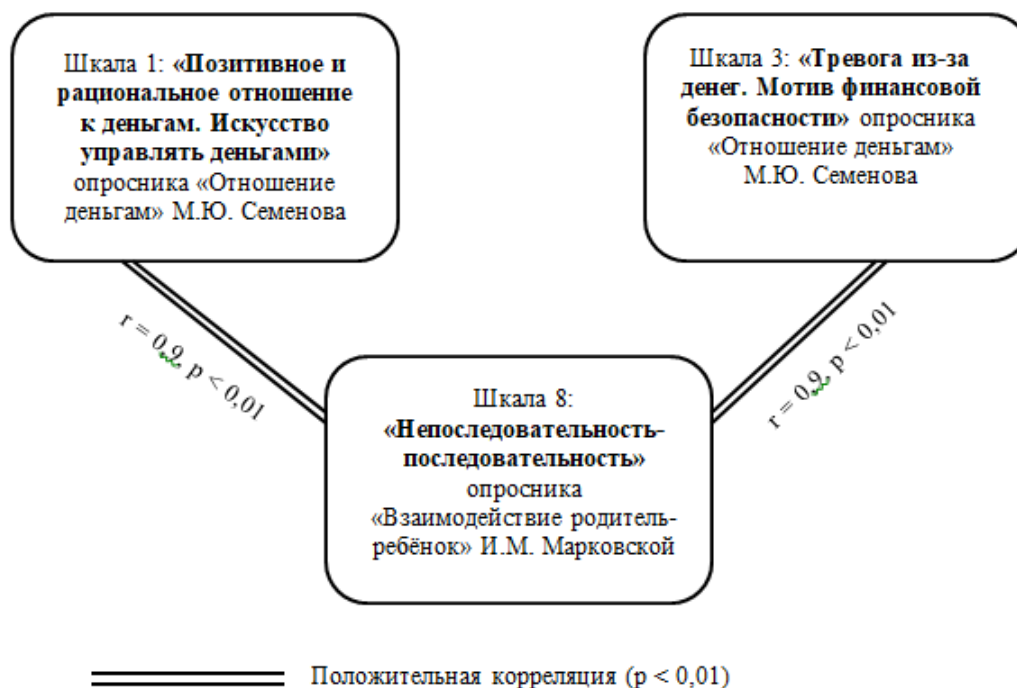 Шкала 1: «Позитивное и
рациональное отношение
к деньгам. Искусство
управлять деньгами»
опросника «Отношение
деньгам» М.Ю. Семенова
Шкала 3: «Тревога из-за
денег. Мотив финансовой
безопасности» опросника
«Отношение деньгам»
М.Ю. Семенова
r = 0,9, p < 0,01
r = 0,9, p < 0,01
Шкала 8:
«Непоследовательность-
последовательность»
опросника
«Взаимодействие родитель-
ребёнок» И.М. Марковской
Положительная корреляция (p < 0,01)